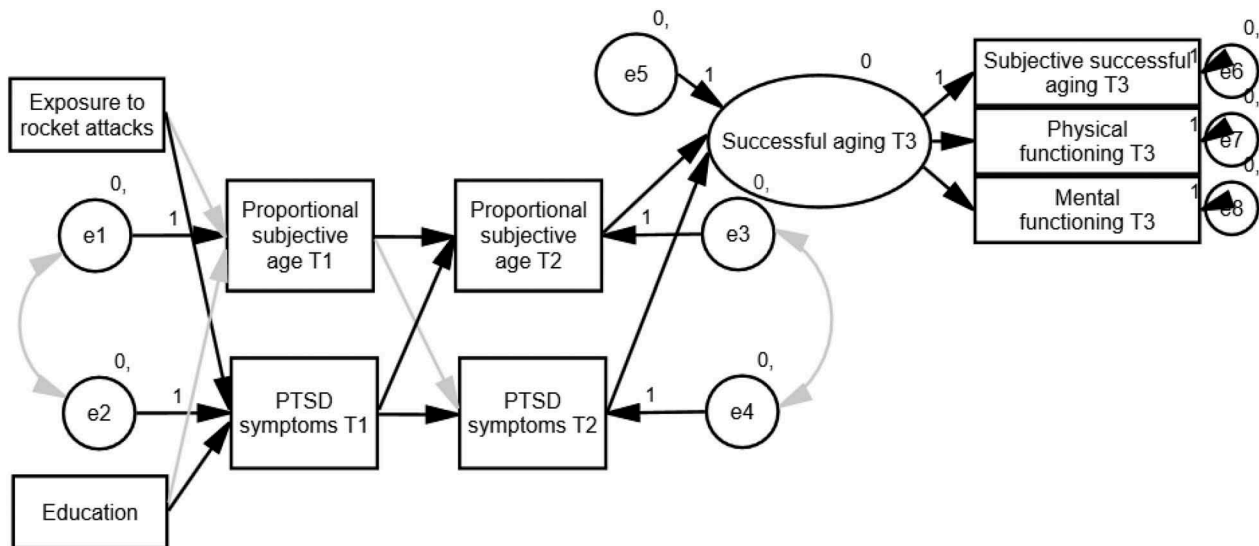 0,
0,
e5
1
0
1
Subjective successful
aging T3
1
e6
0,
Exposure to
rocket attacks
Successful aging T3
Physical
functioning T3
1
e7
0,
Mental
functioning T3
1
e8
0,
e1
1
Proportional
subjective
age T1
Proportional
subjective
age T2
1
e3
0,
0,
e2
1
PTSD
symptoms T1
PTSD
symptoms T2
1
e4
0,
Education